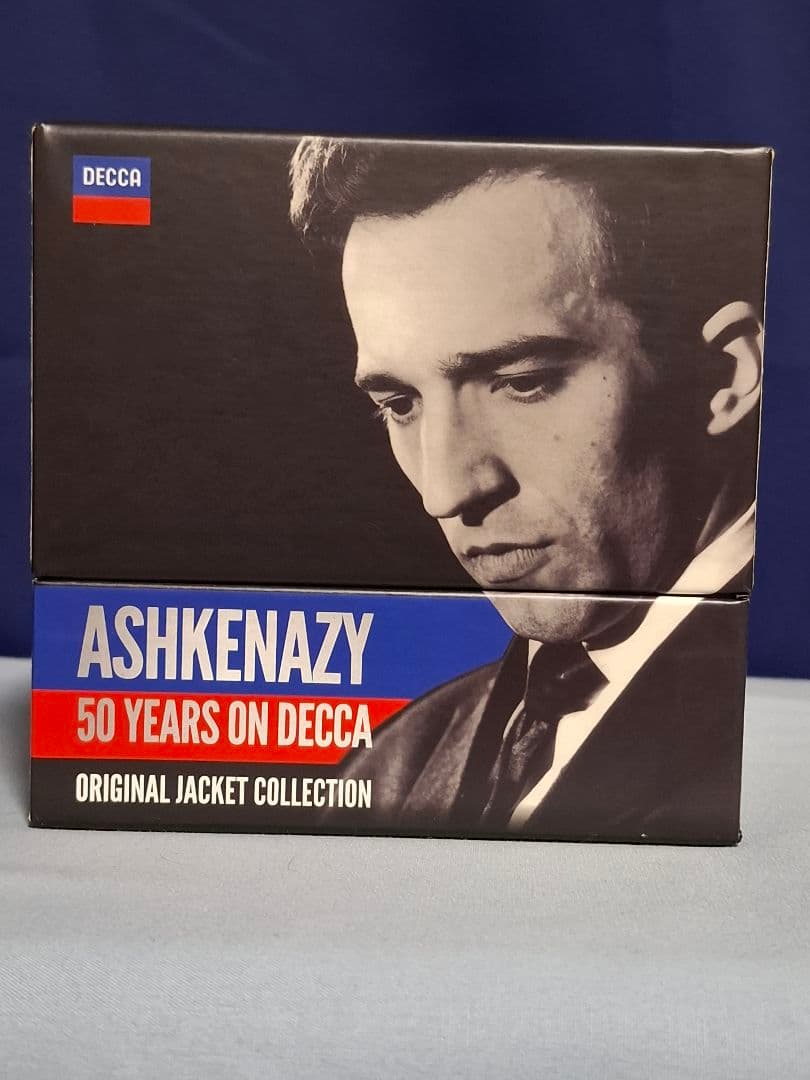 DECCA
ASHKENAZY
50 YEARS ON DECCA
ORIGINAL JACKET COLLECTION